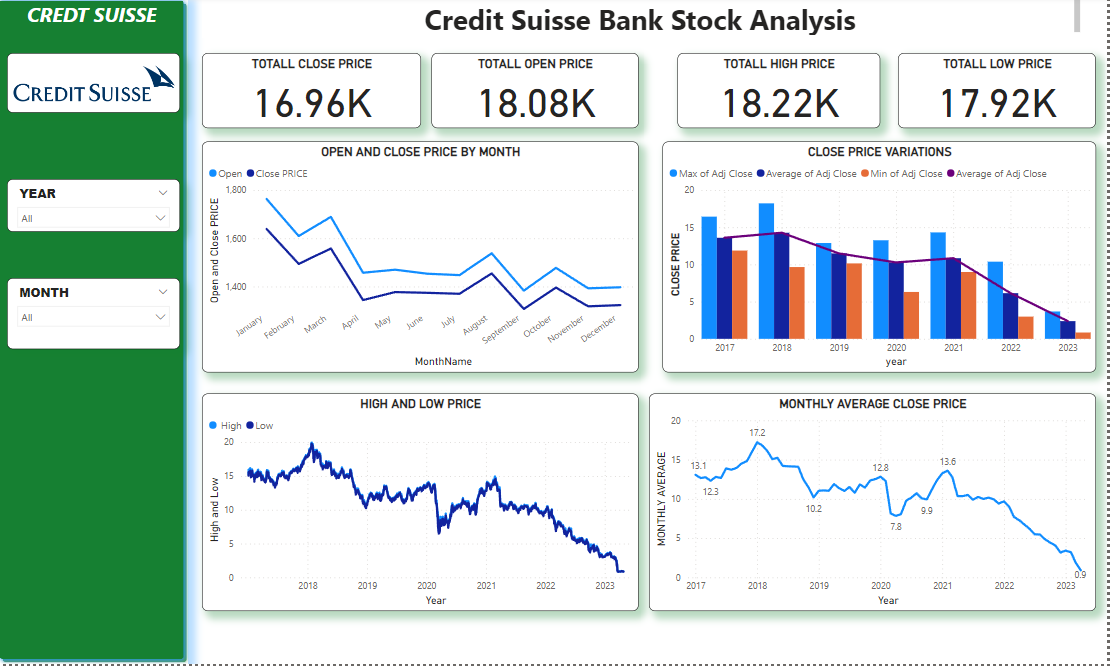 CREDT SUISSE
Credit Suisse Bank Stock Analysis
CREDIT SUISSE
YEAR
All
MONTH
All
TOTALL CLOSE PRICE
16.96K
TOTALL OPEN PRICE
18.08K
TOTALL HIGH PRICE
18.22K
TOTALL LOW PRICE
17.92K
OPEN AND CLOSE PRICE BY MONTH
Open Close PRICE
Open and Close PRICE
1,800
1,600
1,400
January February March April May June July August September October November December
MonthName
CLOSE PRICE VARIATIONS
Max of Adj Close Average of Adj Close Min of Adj Close Average of Adj Close
CLOSE PRICE
20
15
10
5
0
2017 2018 2019 2020 2021 2022 2023
year
HIGH AND LOW PRICE
High Low
High and Low
20
15
10
5
0
2018 2019 2020 2021 2022 2023
Year
MONTHLY AVERAGE CLOSE PRICE
MONTHLY AVERAGE
20
15
10
5
0
13.1
12.3
17.2
10.2
12.8
7.8
9.9
13.6
0.9
2017 2018 2019 2020 2021 2022 2023
Year